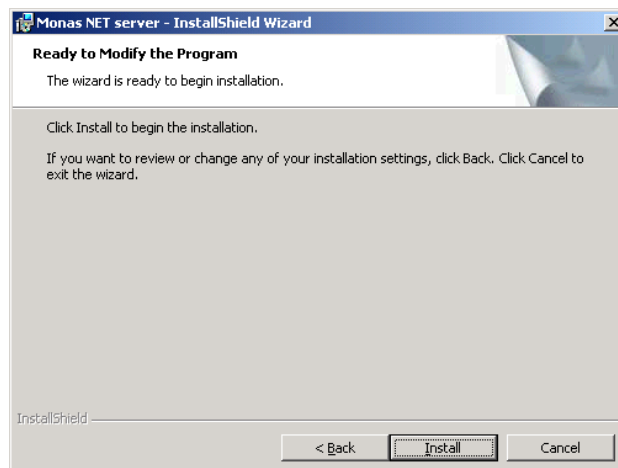 Monas NET server - InstallShield Wizard
Ready to Modify the Program
The wizard is ready to begin installation.
Click Install to begin the installation.
If you want to review or change any of your installation settings, click Back. Click Cancel to
exit the wizard.
InstallShield
< Back
Install
Cancel